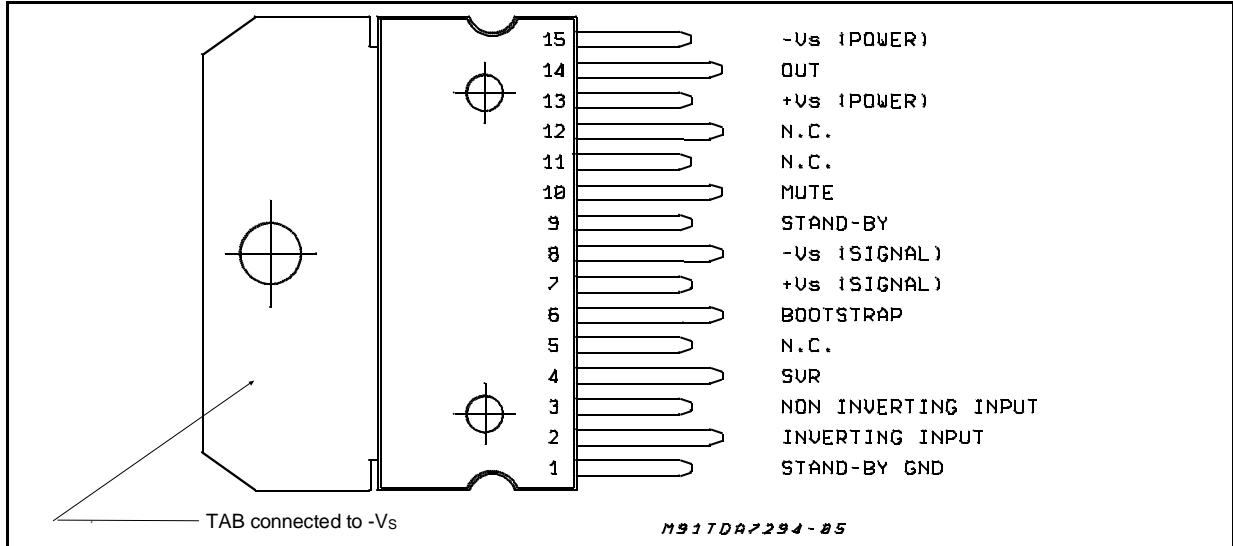 15 -Vs (POWER)
14 OUT
13 +Vs (POWER)
12 N.C.
11 N.C.
10 MUTE
9 STAND-BY
8 -Vs (SIGNAL)
7 +Vs (SIGNAL)
6 BOOTSTRAP
5 N.C.
4 SVR
3 NON INVERTING INPUT
2 INVERTING INPUT
1 STAND-BY GND
TAB connected to -VS
M91TDA7294-05